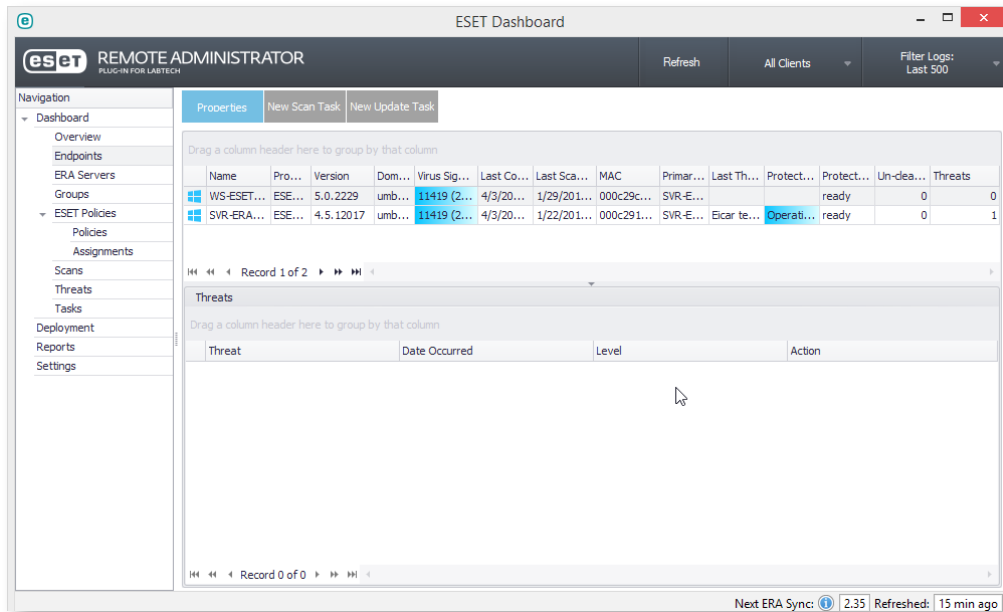 e ESET Dashboard
eset REMOTE ADMINISTRATOR
PLUG-IN FOR LABTECH
Refresh All Clients Filter Logs:
Last 500
Navigation
Dashboard
Overview
Endpoints
ERA Servers
Groups
ESET Policies
Policies
Assignments
Scans
Threats
Tasks
Deployment
Reports
Settings
Properties New Scan Task New Update Task
Drag a column header here to group by that column
Name Pro... Version Dom... Virus Sig... Last Co... Last Sca... MAC Primar... Last Th... Protect... Protect... Un-clea... Threats
WS-ESET... ESE... 5.0.2229 umb... 11419 (2... 4/3/20... 1/29/201... 000c29c... SVR-E... ready 0 0
SVR-ERA... ESE... 4.5.12017 umb... 11419 (2... 4/3/20... 1/22/201... 000c291... SVR-E... Eicar te... Operati... ready 0 1
Record 1 of 2
Threats
Drag a column header here to group by that column
Threat Date Occurred Level Action
Record 0 of 0
Next ERA Sync: 2.35 Refreshed: 15 min ago